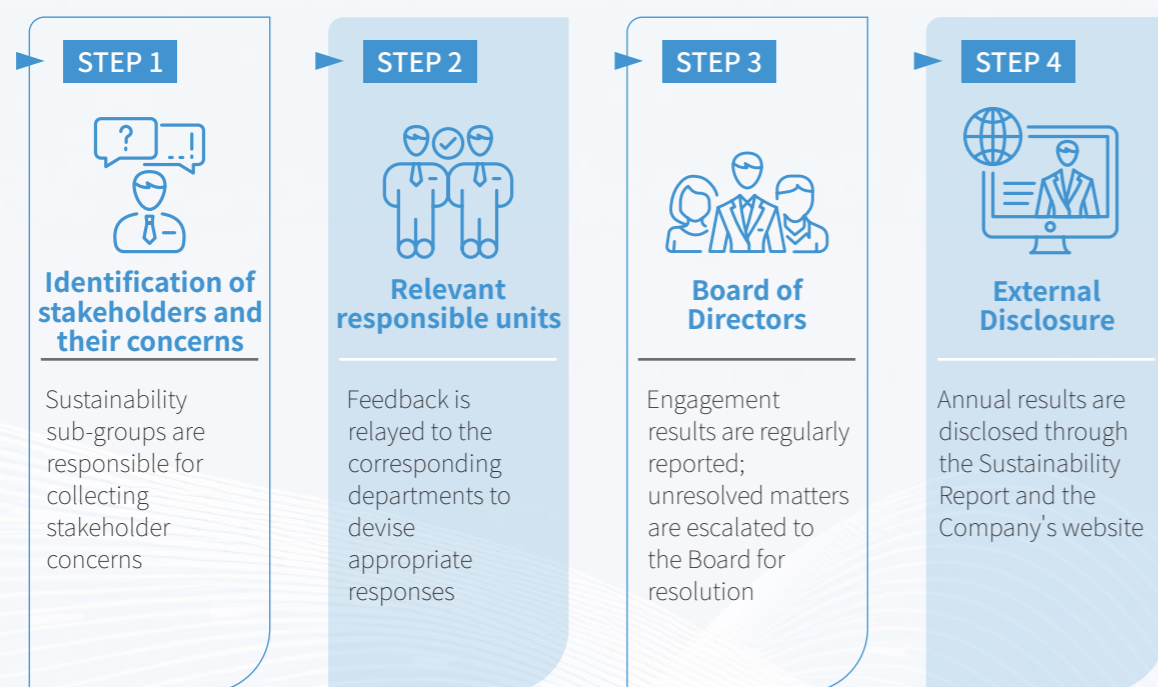 STEP 1
Identification of
stakeholders and
their concerns
Sustainability
sub-groups are
responsible for
collecting
stakeholder
concerns
STEP 2
Relevant
responsible units
Feedback is
relayed to the
corresponding
departments to
devise
appropriate
responses
STEP 3
Board of
Directors
Engagement
results are regularly
reported;
unresolved matters
are escalated to
the Board for
resolution
STEP 4
External
Disclosure
Annual results are
disclosed through
the Sustainability
Report and the
Company's website